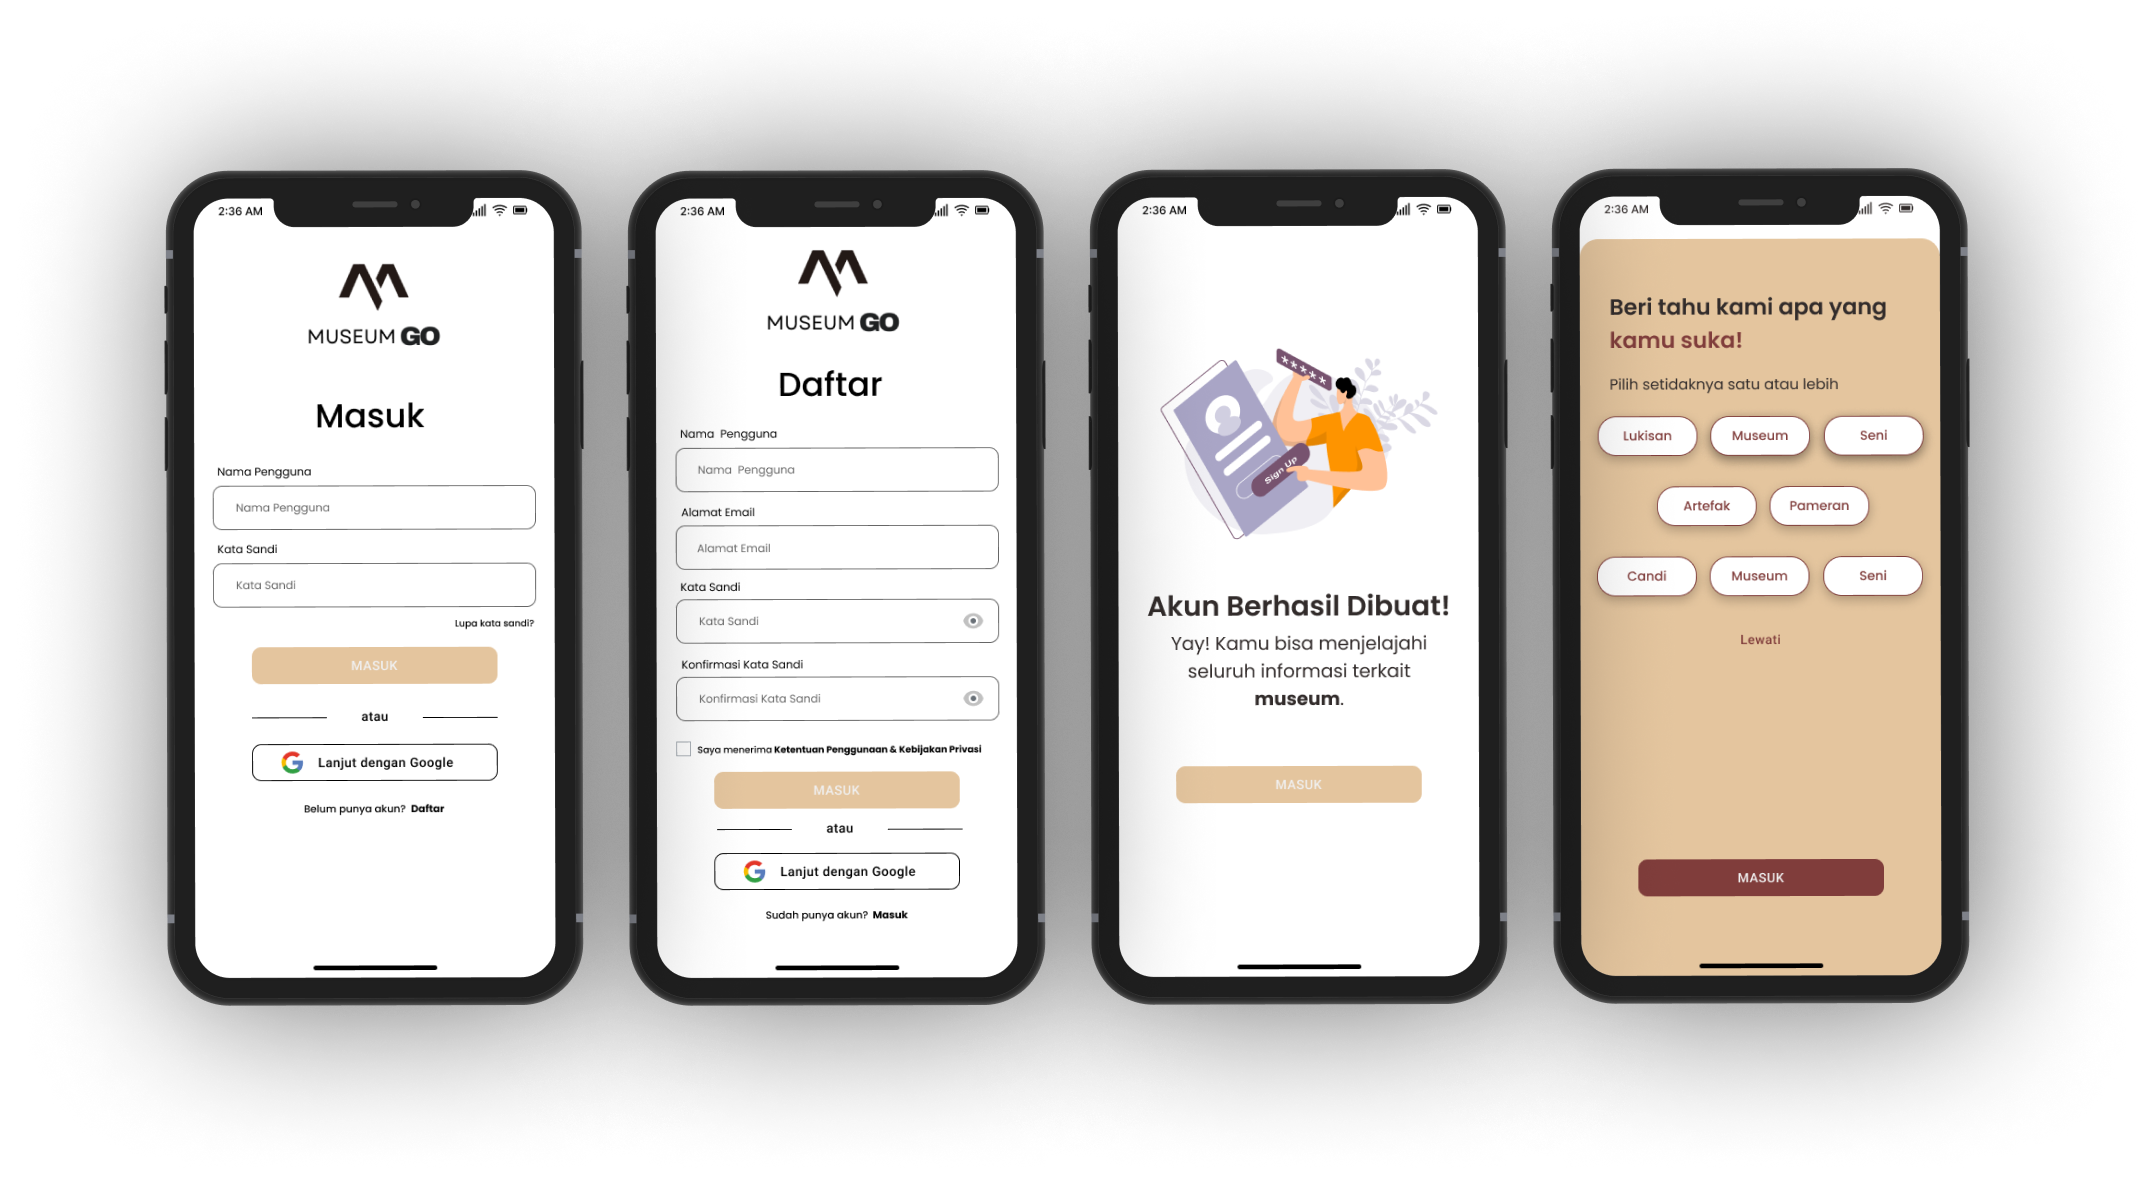 2:36 AM
MUSEUM GO
Masuk
Nama Pengguna
Nama Pengguna
Kata Sandi
Kata Sandi
Lupa kata sandi?
MASUK
atau
Lanjut dengan Google
Belum punya akun? Daftar
2:36 AM
MUSEUM GO
Daftar
Nama Pengguna
Nama Pengguna
Alamat Email
Alamat Email
Kata Sandi
Kata Sandi
Konfirmasi Kata Sandi
Konfirmasi Kata Sandi
Saya menerima Ketentuan Penggunaan & Kebijakan Privasi
MASUK
atau
Lanjut dengan Google
Sudah punya akun? Masuk
2:36 AM
*****
Sign Up
Akun Berhasil Dibuat!
Yay! Kamu bisa menjelajahi
seluruh informasi terkait
museum.
MASUK
2:36 AM
Beri tahu kami apa yang
kamu suka!
Pilih setidaknya satu atau lebih
Lukisan Museum Seni
Artefak Pameran
Candi Museum Seni
Lewati
MASUK